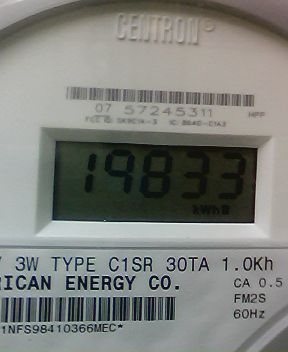 CENTRON®
07 57245311 HPP
19833
kWh
3W TYPE C1SR 30TA 1.0Kh
RICAN ENERGY CO. CA 0.5
FM2S
60Hz
1NFS98410366MEC*